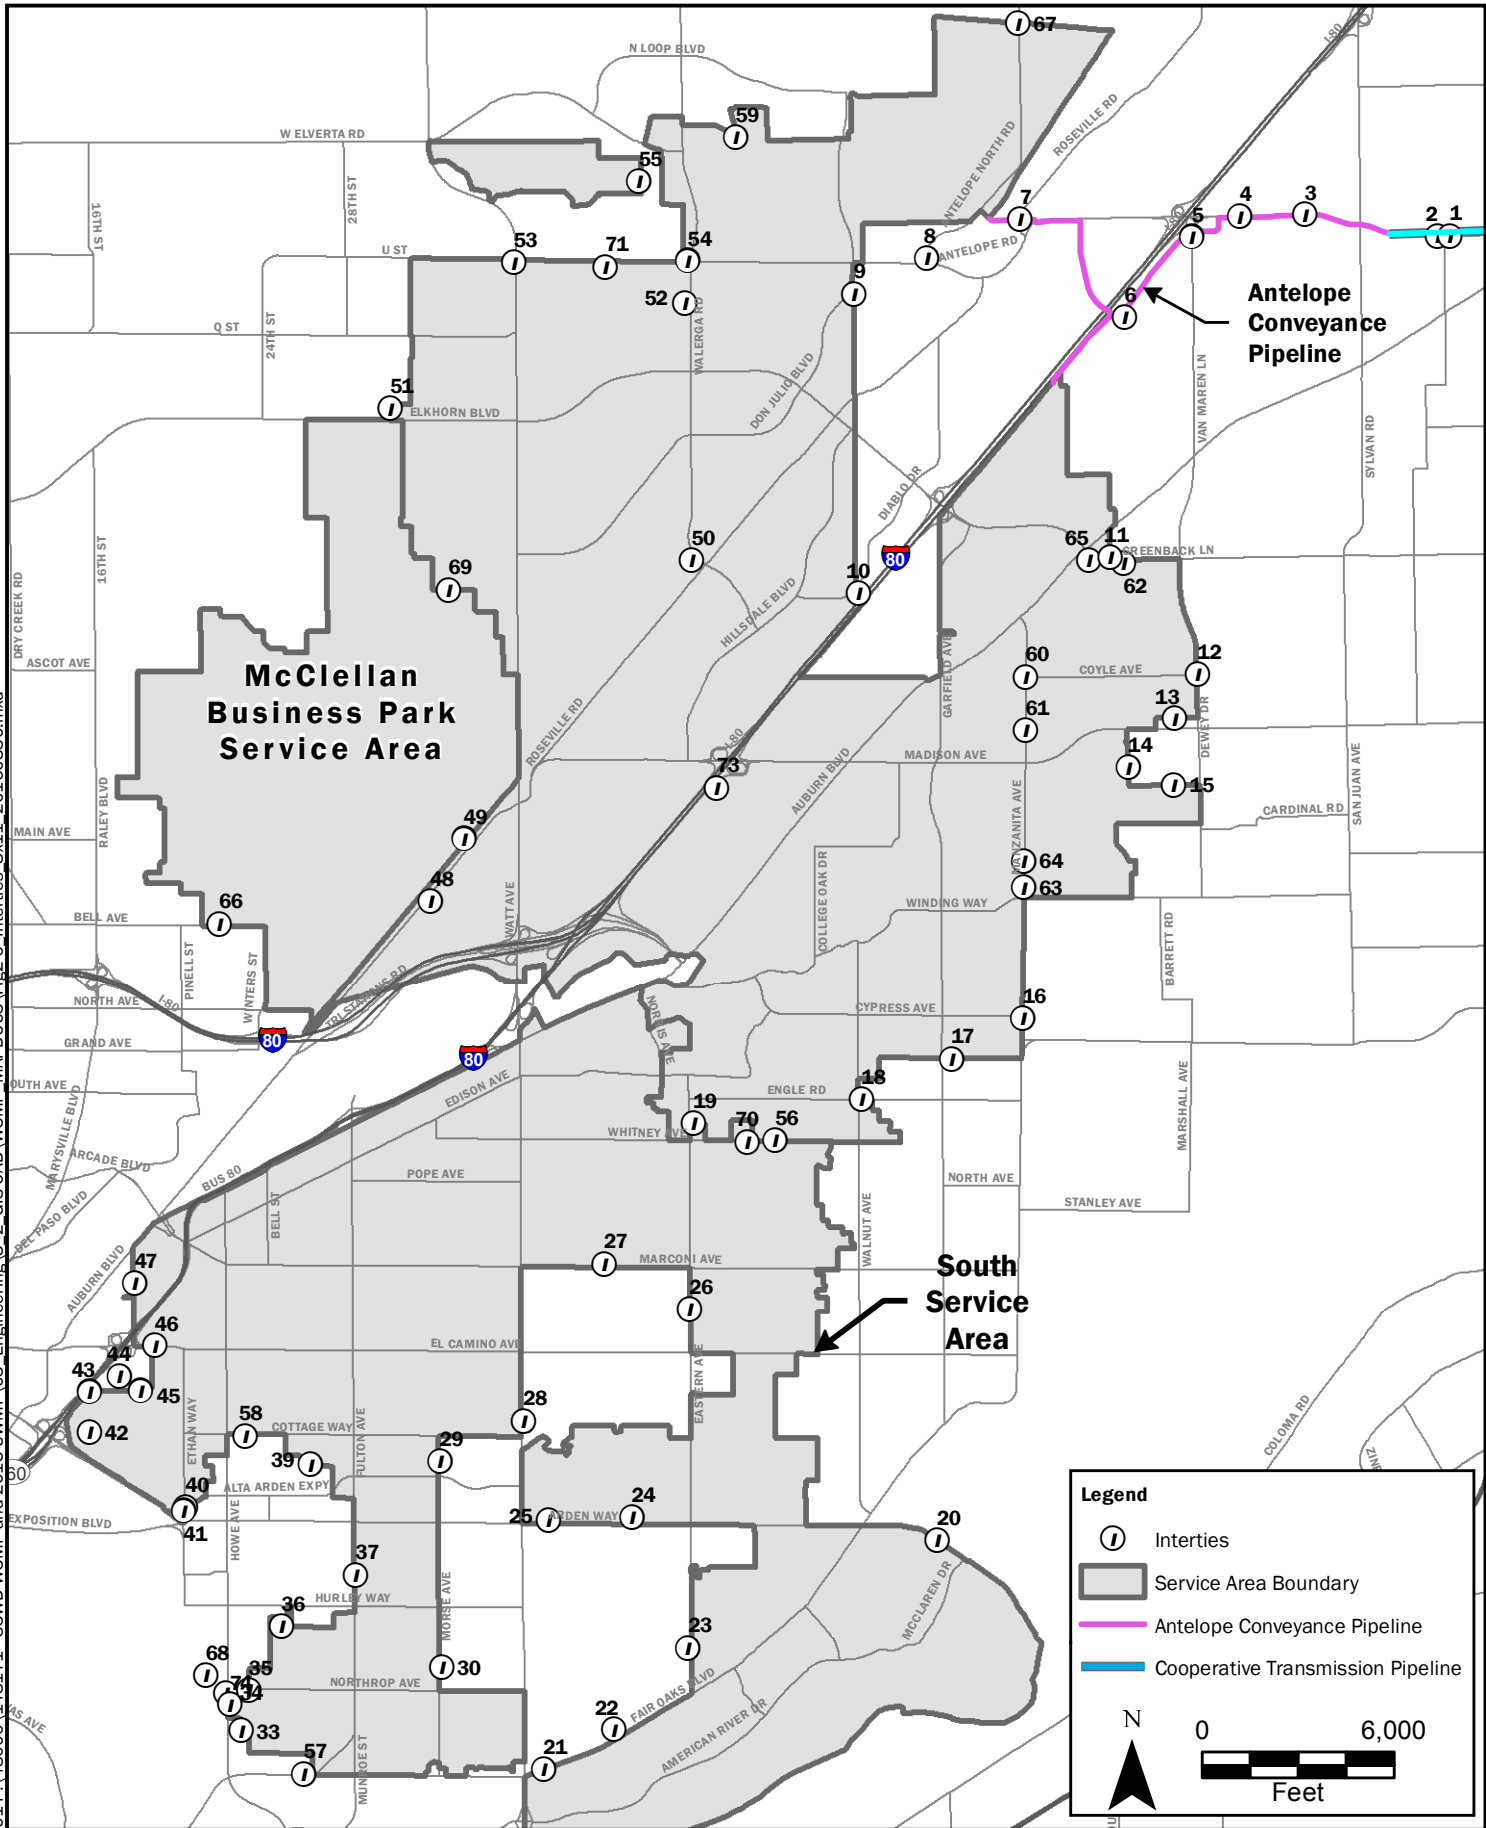 67
N LOOP BLVD
I-80
59
W ELVERTA RD
ANTELOPE NORTH RD
ROSEVILLE RD
55
28TH ST
16TH ST
7
4
3
2
1
5
I-80
U ST
53
71
54
8
ANTELOPE RD
9
52
6
Antelope
Conveyance
Pipeline
Q ST
24TH ST
WALERGA RD
DON JULIO BLVD
VAN MAREN LN
SYLVAN RD
51
ELKHORN BLVD
DIABLO DR
16TH ST
50
65
11
GREENBACK LN
62
80
10
69
DRY CREEK RD
HILLSDALE BLVD
ASCOT AVE
McClellan
Business Park
Service Area
60
COYLE AVE
12
GARFIELD AVE
61
13
DEWEY DR
ROSEVILLE RD
I-80
MADISON AVE
14
73
AUBURN BLVD
15
RALEY BLVD
MANZANITA AVE
SAN JUAN AVE
CARDINAL RD
MAIN AVE
49
48
64
63
66
BELL AVE
WATT AVE
COLLEGE OAK DR
WINDING WAY
BARRETT RD
PINELL ST
WINTERS ST
NORTH AVE
I-80
TRI STATIONS RD
NORRIS AVE
CYPRESS AVE
16
80
GRAND AVE
80
17
OUTH AVE
EDISON AVE
ENGLE RD
18
MARSHALL AVE
MARYSVILLE BLVD
19
70
56
WHITNEY AVE
ARCADE BLVD
BUS 80
POPE AVE
NORTH AVE
STANLEY AVE
DEL PASO BLVD
BELL ST
WALNUT AVE
AUBURN BLVD
47
27
MARCONI AVE
South
Service
Area
26
46
EL CAMINO AVE
44
43
45
EASTERN AVE
42
58
COTTAGE WAY
28
ETHAN WAY
FULTON AVE
29
39
COLOMA RD
60
ALTA ARDEN EXPY
40
41
HOWE AVE
EXPOSITION BLVD
25
ARDEN WAY
24
20
37
HURLEY WAY
MORSE AVE
MCCLAREN DR
36
23
68
35
74
34
NORTHROP AVE
30
33
22
FAIR OAKS BLVD
AMERICAN RIVER DR
57
MUNROE ST
21
Legend
Interties
Service Area Boundary
Antelope Conveyance Pipeline
Cooperative Transmission Pipeline
N
0
6,000
Feet